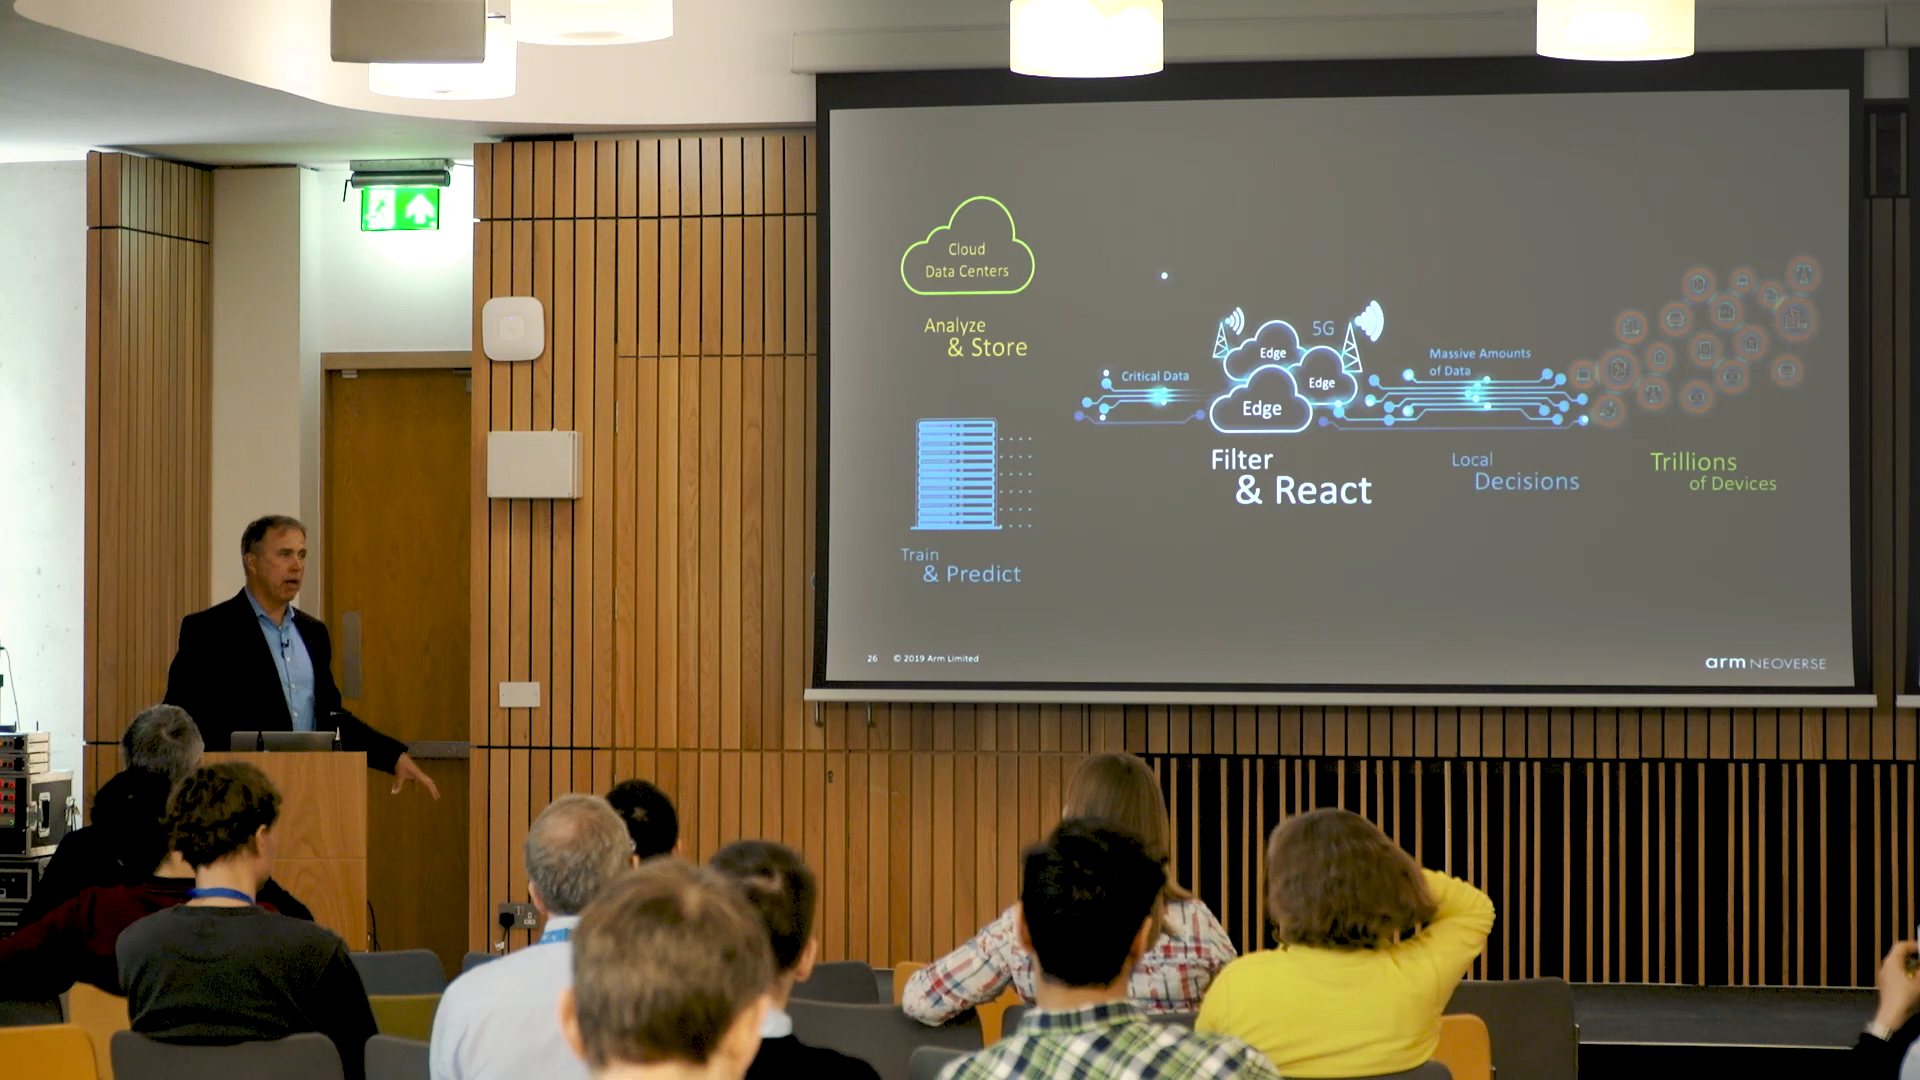 Cloud
Data Centers
Analyze
& Store
Train
& Predict
Critical Data
5G
Edge
Edge
Edge
Filter
& React
Massive Amounts
of Data
Local
Decisions
Trillions
of Devices
26 © 2019 Arm Limited
arm NEOVERSE